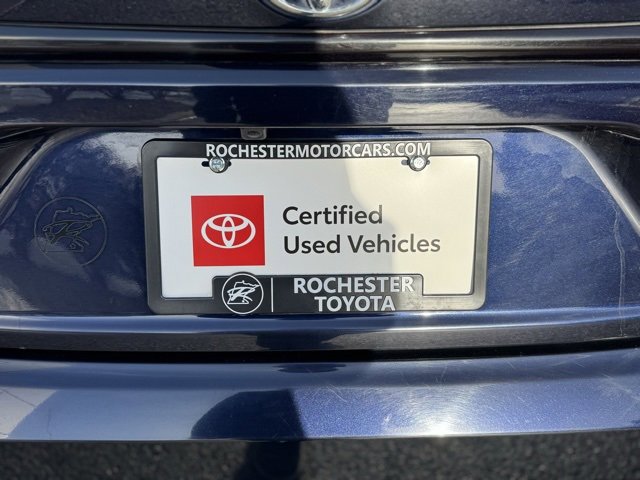 ROCHESTERMOTORCARS.COM
Certified
Used Vehicles
ROCHESTER
TOYOTA